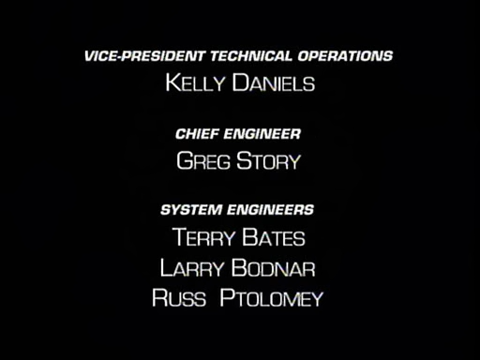 VICE-PRESIDENT TECHNICAL OPERATIONS
KELLY DANIELS
CHIEF ENGINEER
GREG STORY
SYSTEM ENGINEERS
TERRY BATES
LARRY BODNAR
RUSS PTOLOMEY